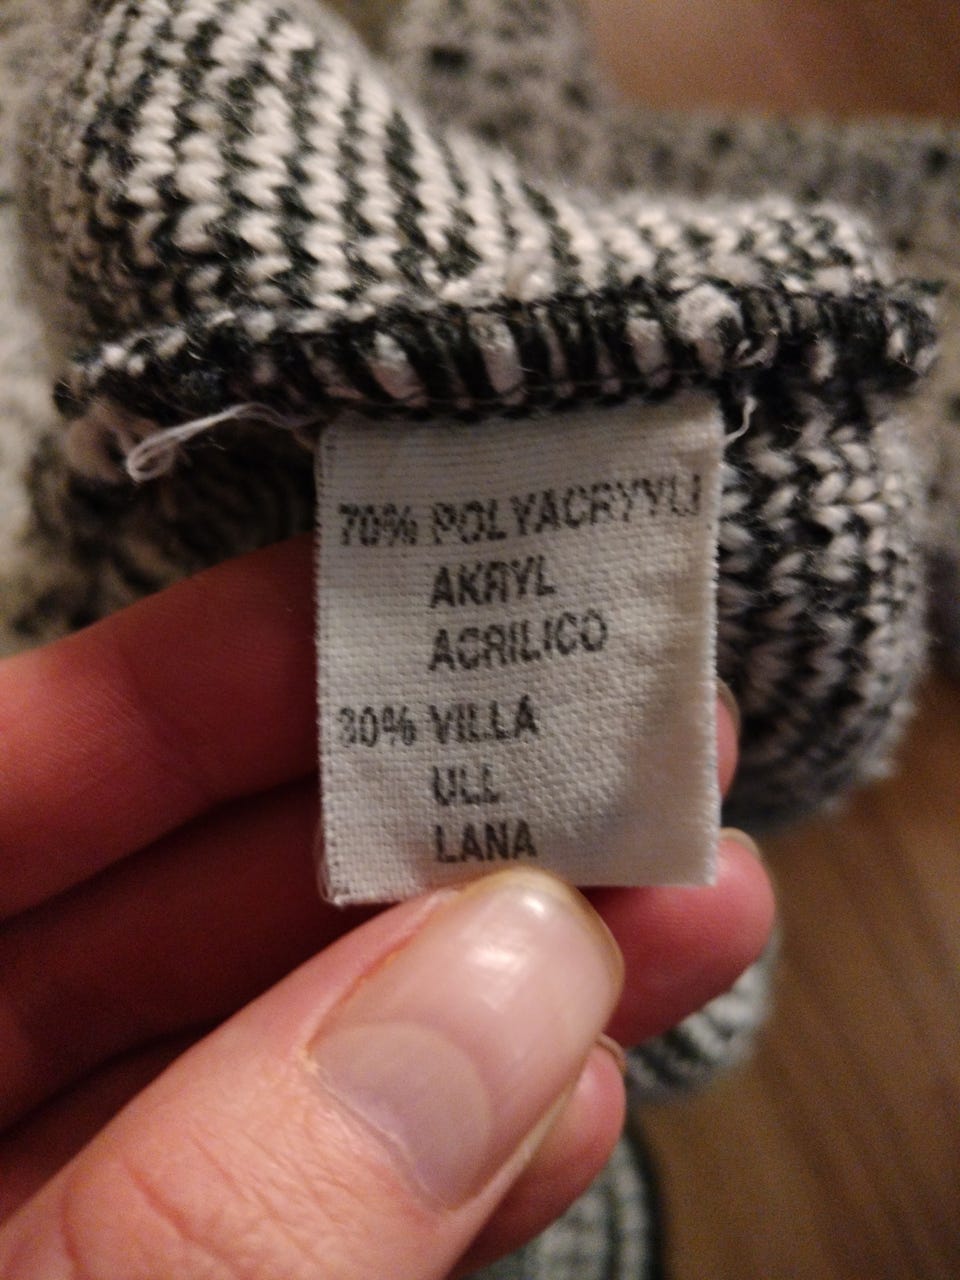 70% POLYACRYYLI
AKRYL
ACRILICO
30% VILLA
ULL
LANA